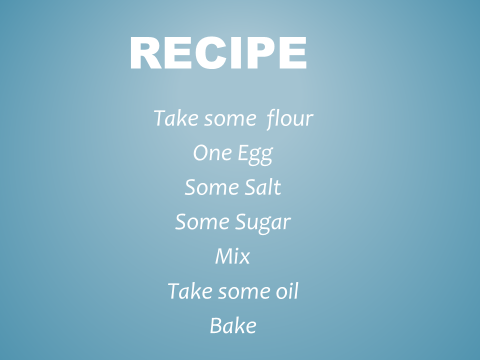 RECIPE
Take some  flour
One Egg
Some Salt
Some Sugar
Mix
Take some oil
Bake